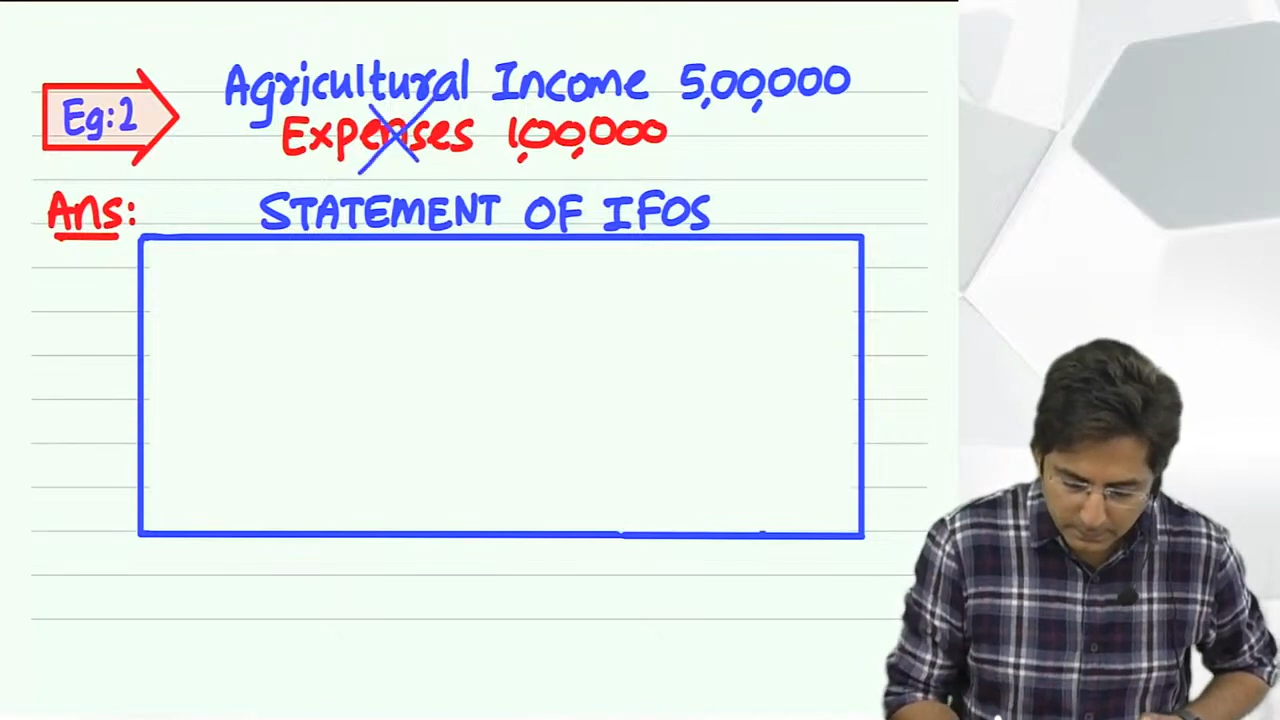 Eg:2
Agricultural Income 5,00,000
Expenses 1,00,000
Ans: STATEMENT OF IFOS